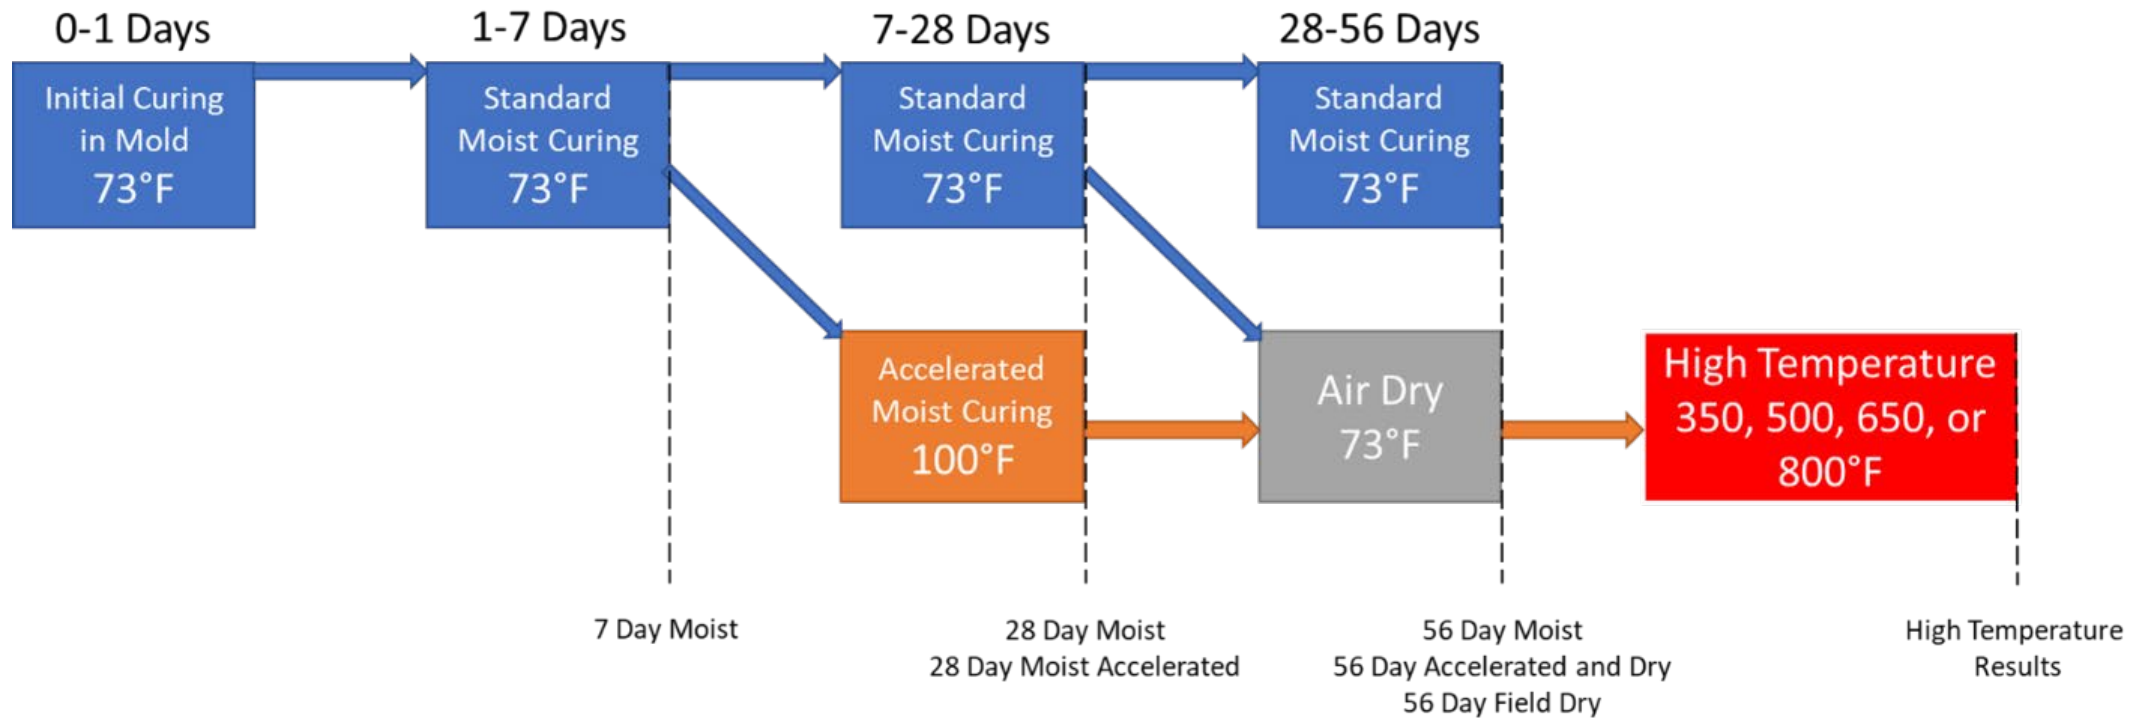 0-1 Days
1-7 Days
7-28 Days
28-56 Days
Initial Curing
in Mold
73°F
Standard
Moist Curing
73°F
Standard
Moist Curing
73°F
Standard
Moist Curing
73°F
Accelerated
Moist Curing
100°F
Air Dry
73°F
High Temperature
350, 500, 650, or
800°F
7 Day Moist
28 Day Moist
28 Day Moist Accelerated
56 Day Moist
56 Day Accelerated and Dry
56 Day Field Dry
High Temperature
Results